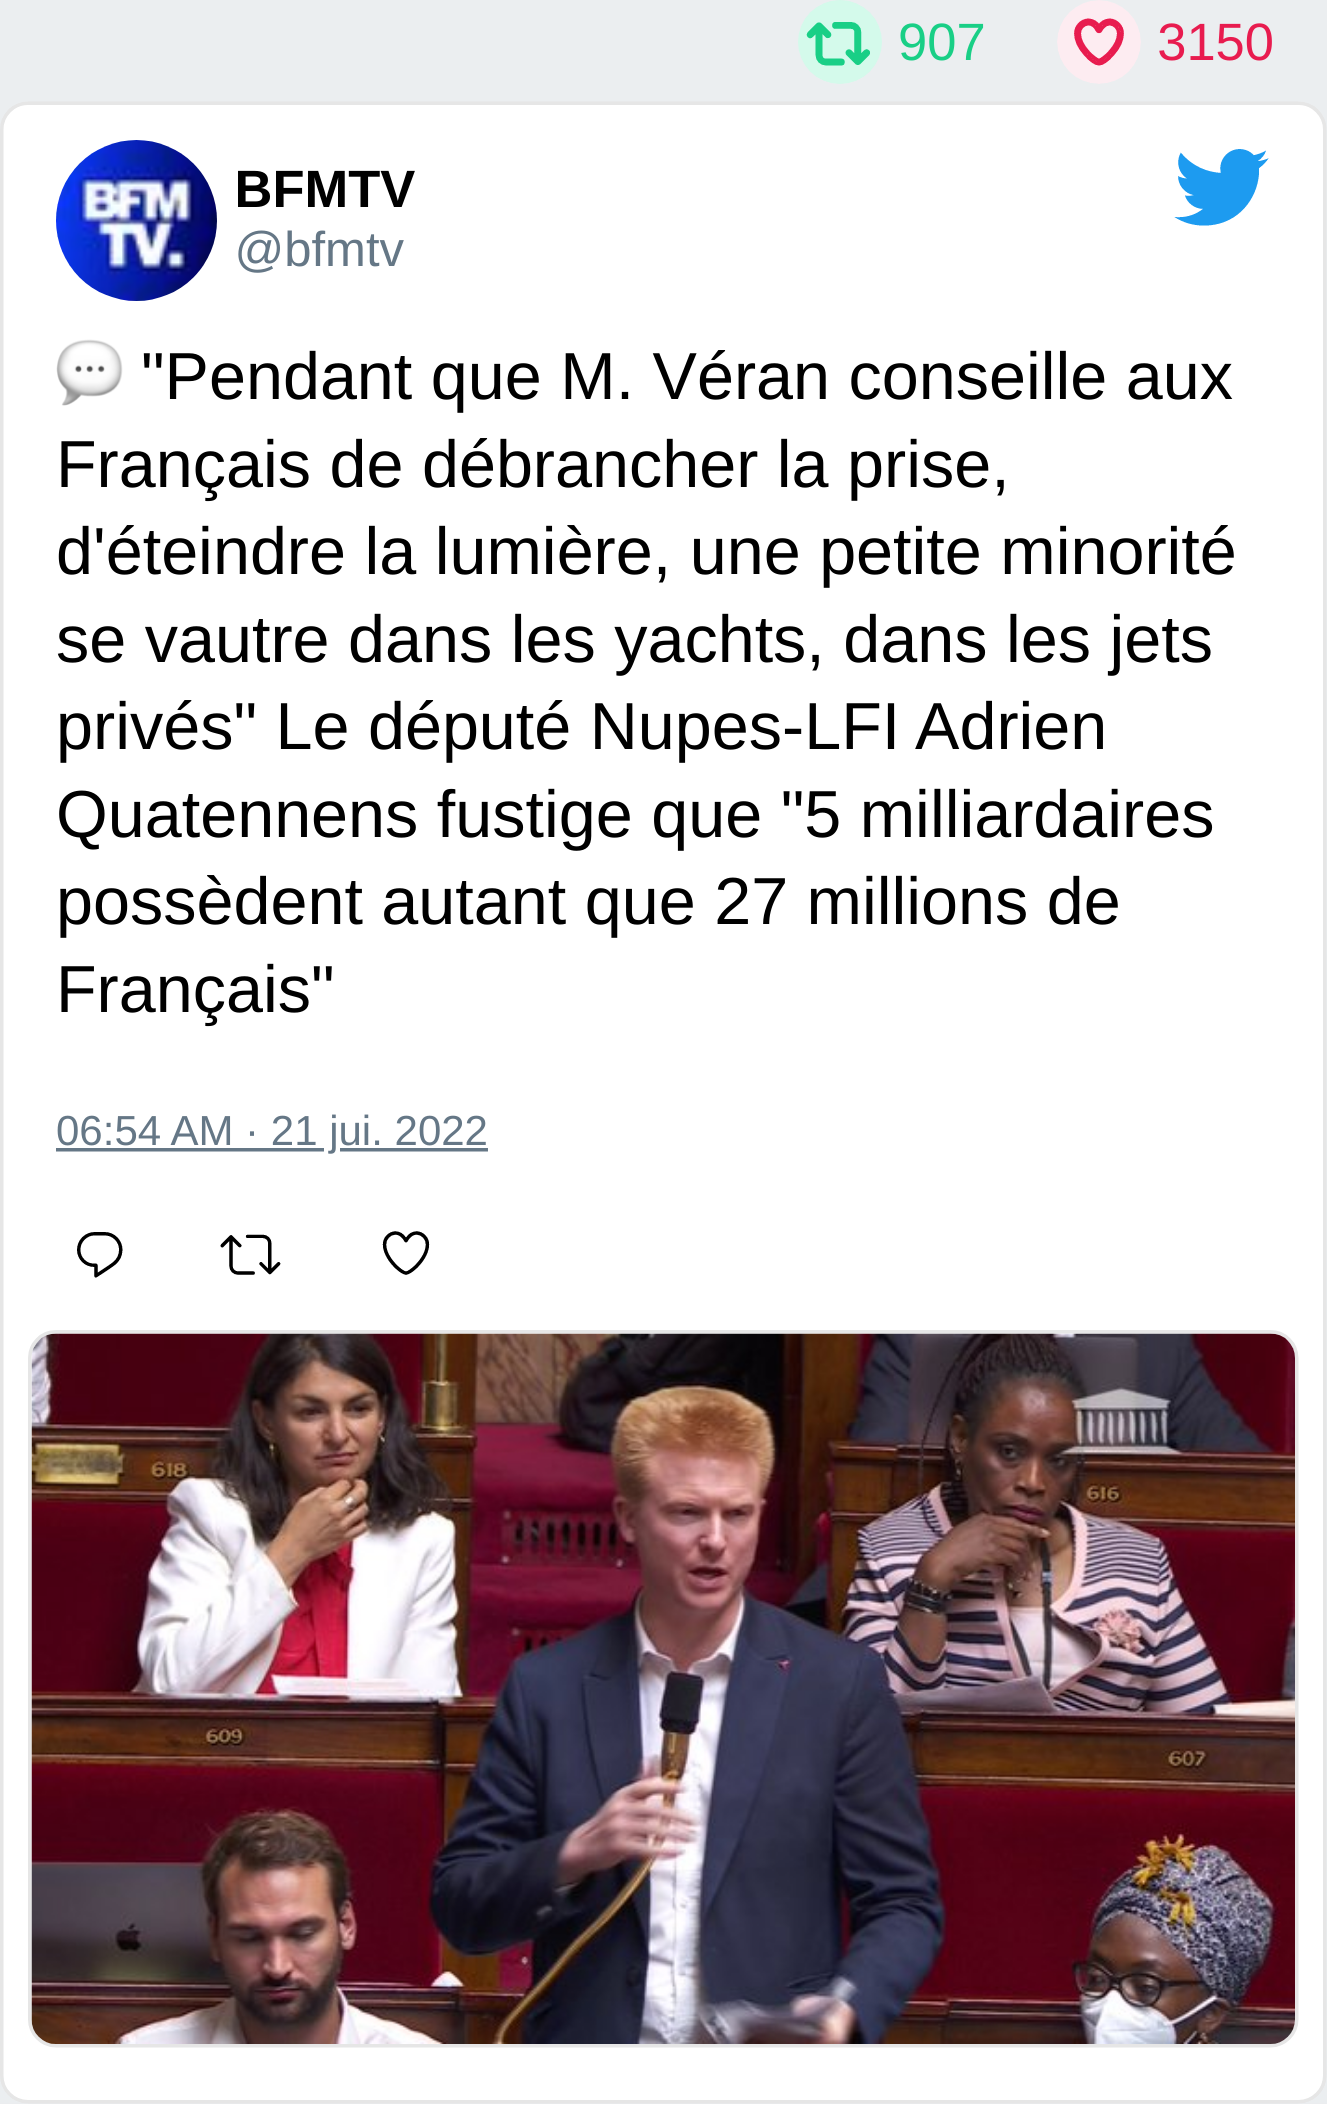 907 3150
BFM
TV.
BFMTV
@bfmtv
💬 "Pendant que M. Véran conseille aux
Français de débrancher la prise,
d'éteindre la lumière, une petite minorité
se vautre dans les yachts, dans les jets
privés" Le député Nupes-LFI Adrien
Quatennens fustige que "5 milliardaires
possèdent autant que 27 millions de
Français"
06:54 AM · 21 jui. 2022
618
616
609
607